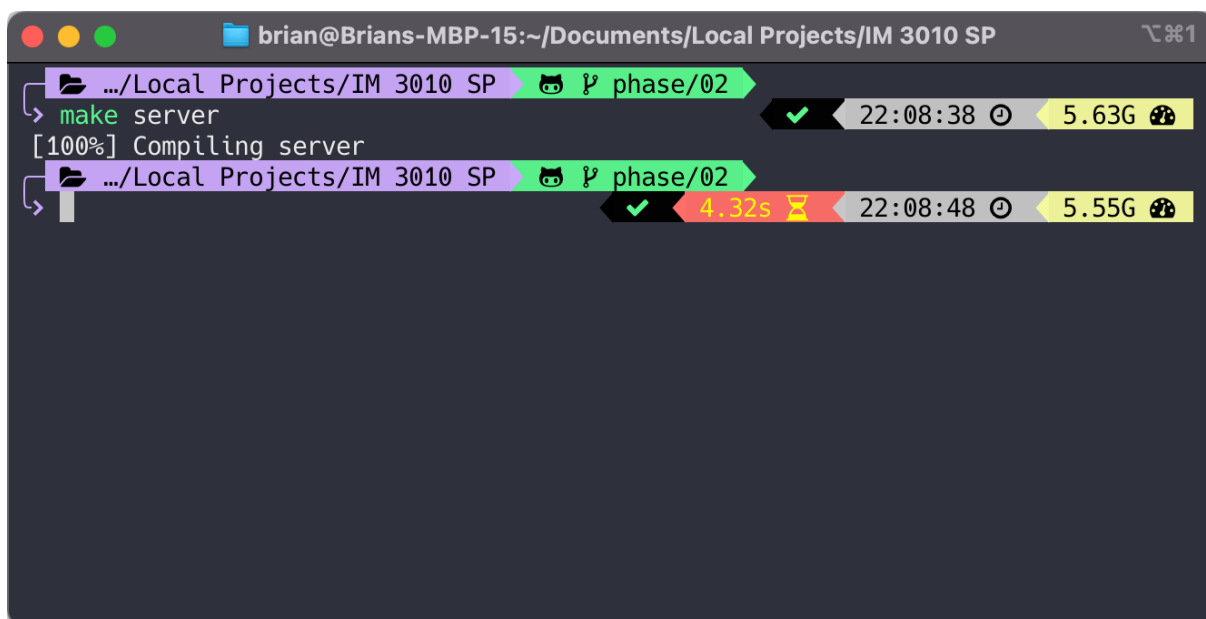 brian@Brians-MBP-15:~/Documents/Local Projects/IM 3010 SP ⌥⌘1
…/Local Projects/IM 3010 SP phase/02
make server 22:08:38 5.63G
[100%] Compiling server
…/Local Projects/IM 3010 SP phase/02
4.32s 22:08:48 5.55G